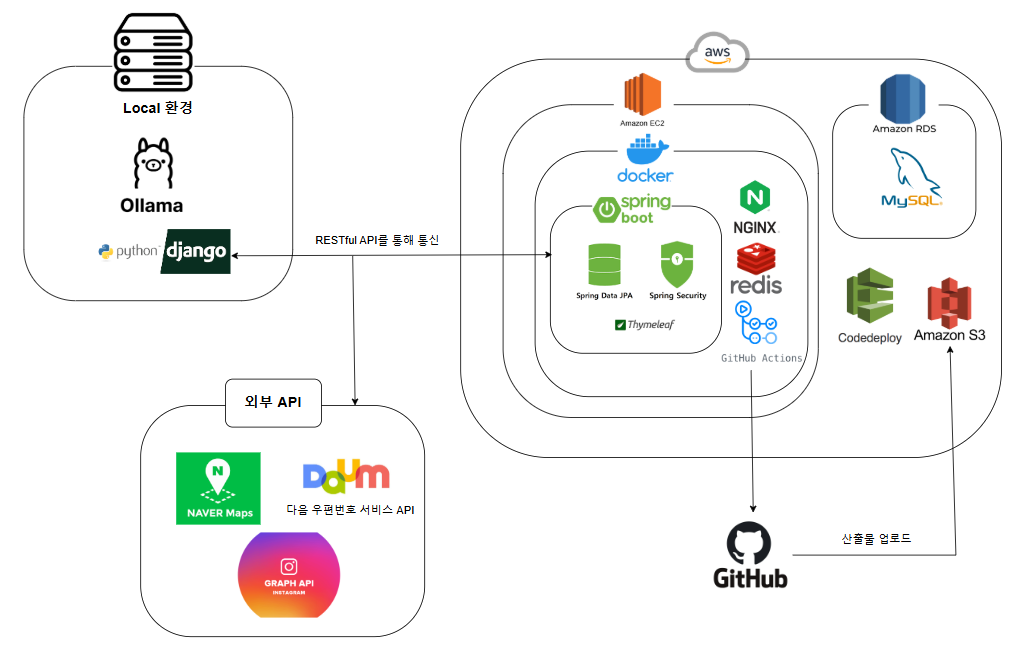 Local 환경
Ollama
python
django
RESTful API를 통해 통신
외부 API
NAVER Maps
Daum
다음 우편번호 서비스 API
GRAPH API
INSTAGRAM
aws
Amazon EC2
docker
spring
boot
Spring Data JPA
Spring Security
Thymeleaf
NGINX
redis
GitHub Actions
Amazon RDS
MySQL
Codedeploy
Amazon S3
GitHub
산출물 업로드